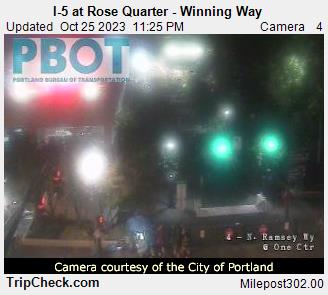 I-5 at Rose Quarter - Winning Way
Updated Oct 25 2023 11:25 PM Camera 4
PBOT
PORTLAND BUREAU OF TRANSPORTATION
4 - N. Ramsey Wy
@ One Ctr
Camera courtesy of the City of Portland
TripCheck.com Milepost302.00